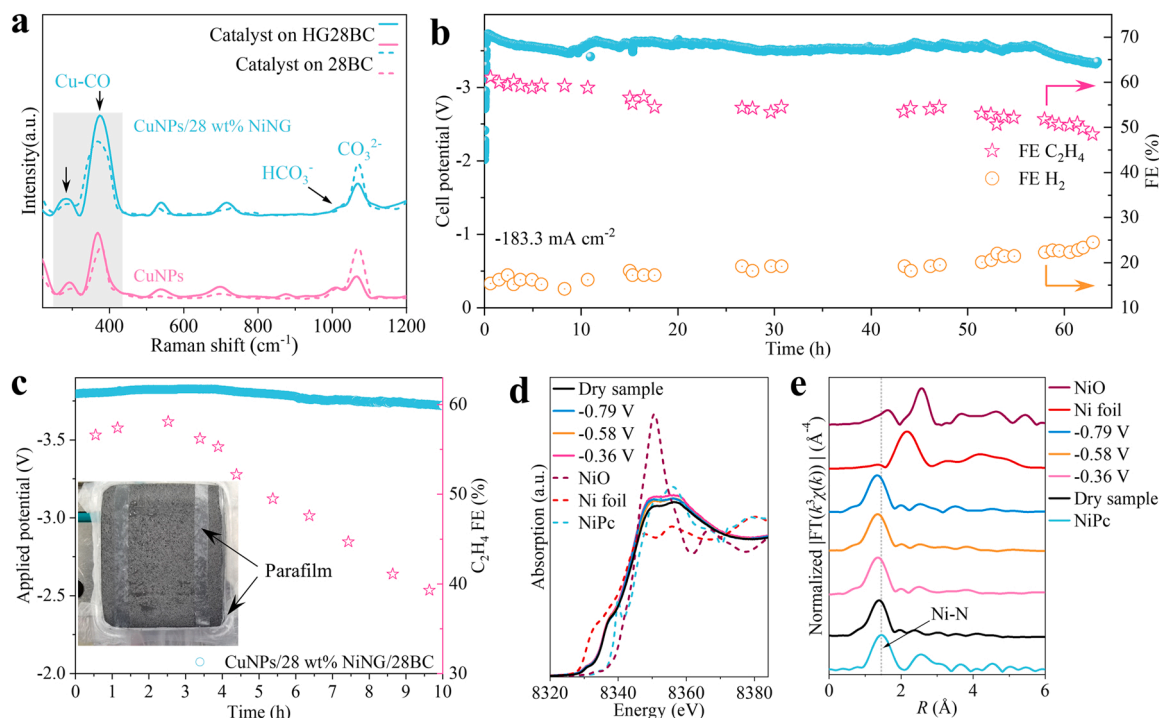 a
Catalyst on HG28BC
Catalyst on 28BC
Cu-CO
CuNPs/28 wt% NiNG
HCO₃⁻
CO₃²⁻
CuNPs
Intensity(a.u.)
400 600 800 1000 1200
Raman shift (cm⁻¹)
b
Cell potential (V)
-3
-2
-1
0
-183.3 mA cm⁻²
FE C₂H₄
FE H₂
70
60
50
40
30
20
10
FE (%)
0 10 20 30 40 50 60
Time (h)
c
Applied potential (V)
-3.5
-3.0
-2.5
-2.0
Parafilm
CuNPs/28 wt% NiNG/28BC
60
50
40
30
C₂H₄ FE (%)
0 1 2 3 4 5 6 7 8 9 10
Time (h)
d
Dry sample
-0.79 V
-0.58 V
-0.36 V
NiO
Ni foil
NiPc
Absorption (a.u.)
8320 8340 8360 8380
Energy (eV)
e
NiO
Ni foil
-0.79 V
-0.58 V
-0.36 V
Dry sample
NiPc
Ni-N
Normalized |FT(k³χ(k)) | (Å⁻⁴)
0 2 4 6
R (Å)